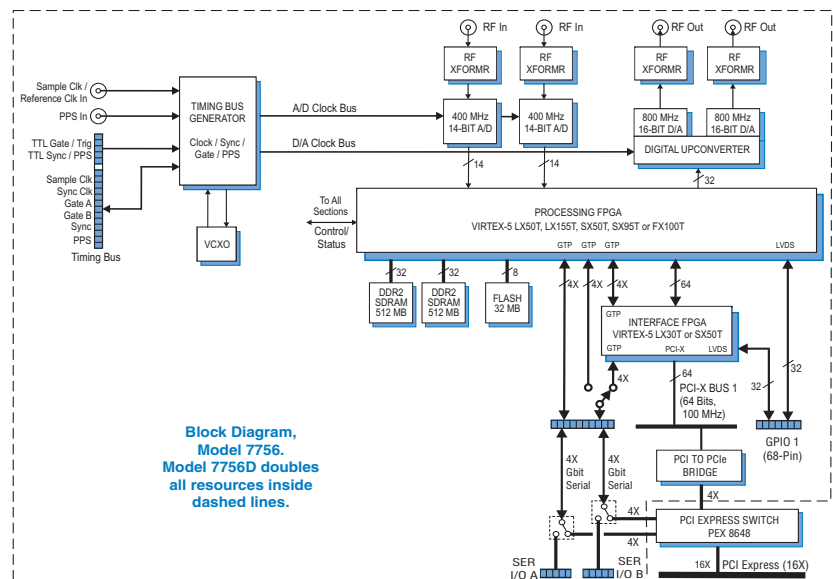 RF In
RF In
RF Out
RF Out
RF
XFORMR
RF
XFORMR
RF
XFORMR
RF
XFORMR
Sample Clk /
Reference Clk In
PPS In
TTL Gate / Trig
TTL Sync / PPS
Sample Clk
Sync Clk
Gate A
Gate B
Sync
PPS
Timing Bus
TIMING BUS
GENERATOR
Clock / Sync /
Gate / PPS
VCXO
A/D Clock Bus
D/A Clock Bus
400 MHz
14-BIT A/D
400 MHz
14-BIT A/D
800 MHz
16-BIT D/A
800 MHz
16-BIT D/A
DIGITAL UPCONVERTER
14
14
32
To All
Sections
Control/
Status
PROCESSING FPGA
VIRTEX-5 LX50T, LX155T, SX50T, SX95T or FX100T
GTP
GTP
GTP
LVDS
32
32
8
4X
4X
4X
64
DDR2
SDRAM
512 MB
DDR2
SDRAM
512 MB
FLASH
32 MB
GTP
INTERFACE FPGA
VIRTEX-5 LX30T or SX50T
GTP
PCI-X
LVDS
4X
64
32
32
PCI-X BUS 1
(64 Bits,
100 MHz)
GPIO 1
(68-Pin)
Block Diagram,
Model 7756.
Model 7756D doubles
all resources inside
dashed lines.
4X
Gbit
Serial
4X
Gbit
Serial
PCI TO PCIe
BRIDGE
4X
4X
4X
PCI EXPRESS SWITCH
PEX 8648
16X
PCI Express (16X)
SER
I/O A
SER
I/O B